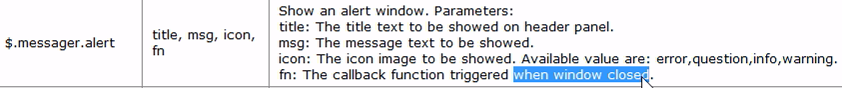 Show an alert window. Parameters:
title: The title text to be showed on header panel.
$.messager.alert
title, msg, icon,
fn
msg: The message text to be showed.
icon: The icon image to be showed. Available value are: error,question,info,warning.
fn: The callback function triggered when window closed.